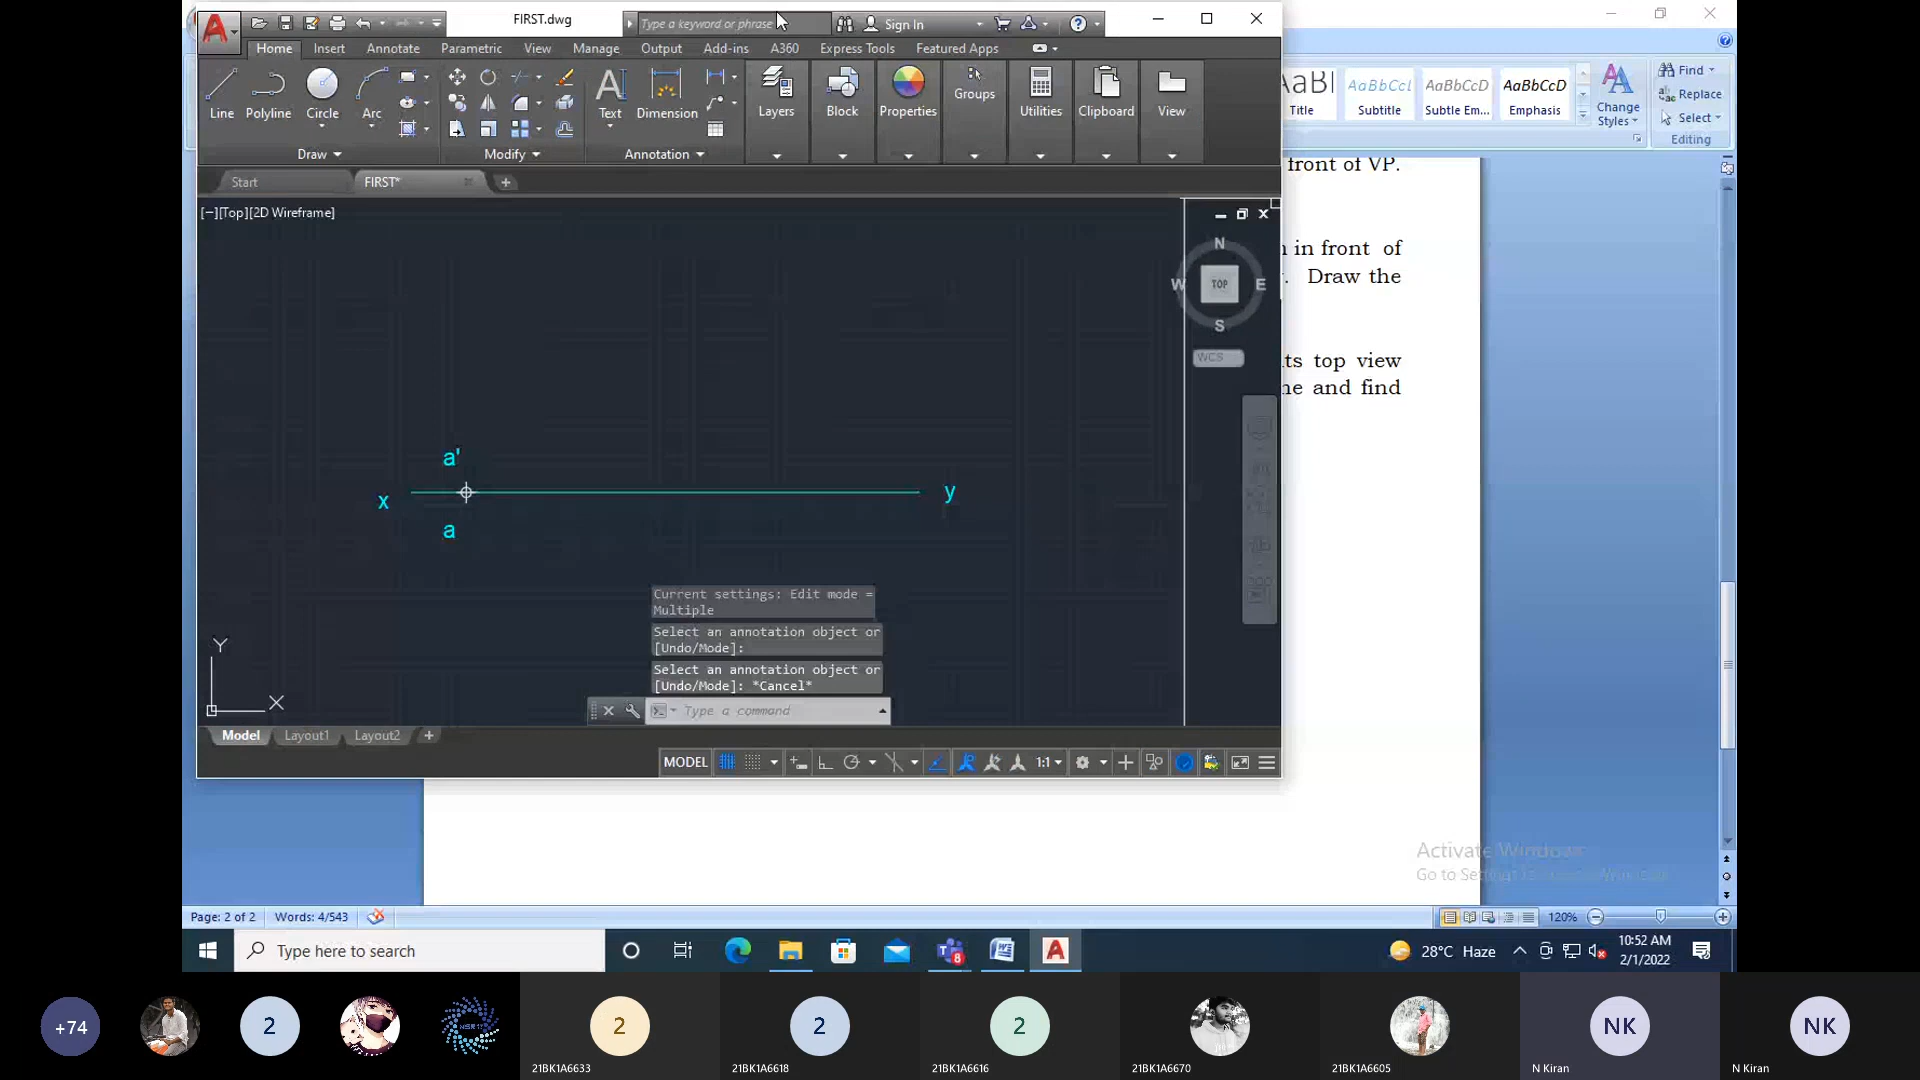 FIRST.dwg
Type a keyword or phrase
Sign In
Home Insert Annotate Parametric View Manage Output Add-ins A360 Express Tools Featured Apps
Line Polyline Circle Arc
Text Dimension
Layers Block Properties Groups Utilities Clipboard View
Draw Modify Annotation
Start FIRST*
[−][Top][2D Wireframe]
N
W TOP E
S
WCS
a'
x
y
a
Current settings: Edit mode =
Multiple
Select an annotation object or
[Undo/Mode]:
Select an annotation object or
[Undo/Mode]: *Cancel*
Type a command
Y
X
Model Layout1 Layout2
MODEL 1:1
AaBbCcL AaBbCcD AaBbCcD
Title Subtitle Subtle Em... Emphasis
Change
Styles
Find
Replace
Select
Editing
front of VP.
in front of
Draw the
its top view
and find
Activate Windows
Page: 2 of 2 Words: 4/543
120%
Type here to search
8
28°C Haze
10:52 AM
2/1/2022
+74
2
NSR
2
21BK1A6633
2
21BK1A6618
2
21BK1A6616
21BK1A6670
21BK1A6605
NK
N Kiran
NK
N Kiran